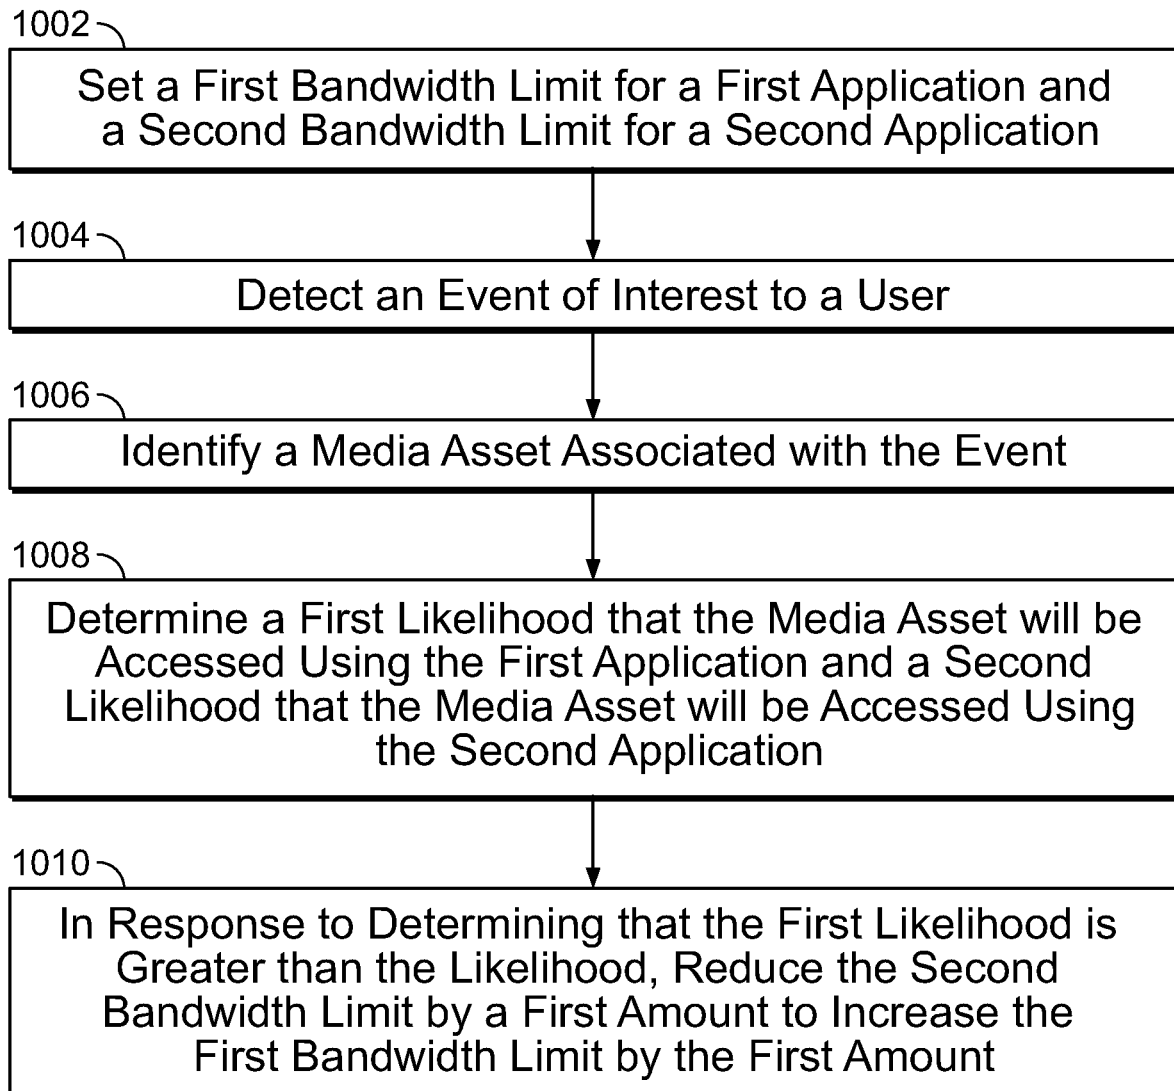 1002
Set a First Bandwidth Limit for a First Application and
a Second Bandwidth Limit for a Second Application
1004
Detect an Event of Interest to a User
1006
Identify a Media Asset Associated with the Event
1008
Determine a First Likelihood that the Media Asset will be
Accessed Using the First Application and a Second
Likelihood that the Media Asset will be Accessed Using
the Second Application
1010
In Response to Determining that the First Likelihood is
Greater than the Likelihood, Reduce the Second
Bandwidth Limit by a First Amount to Increase the
First Bandwidth Limit by the First Amount